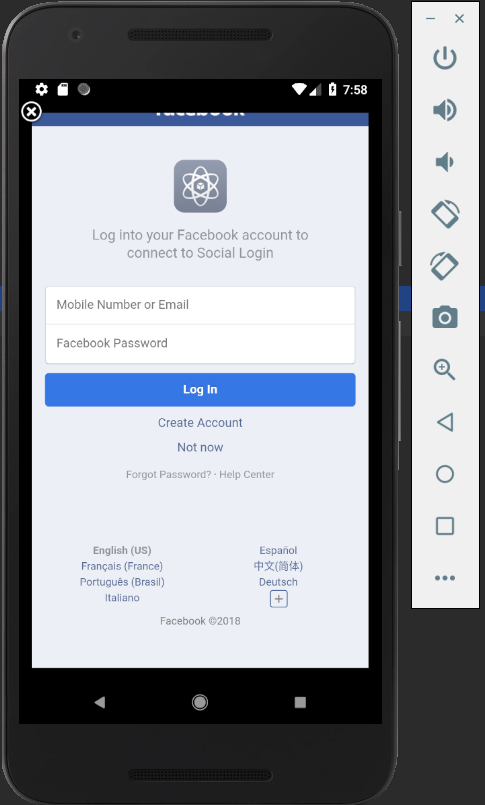 7:58
facebook
Log into your Facebook account to
connect to Social Login
Mobile Number or Email
Facebook Password
Log In
Create Account
Not now
Forgot Password? · Help Center
English (US)
Español
Français (France)
中文(简体)
Português (Brasil)
Deutsch
Italiano
Facebook ©2018